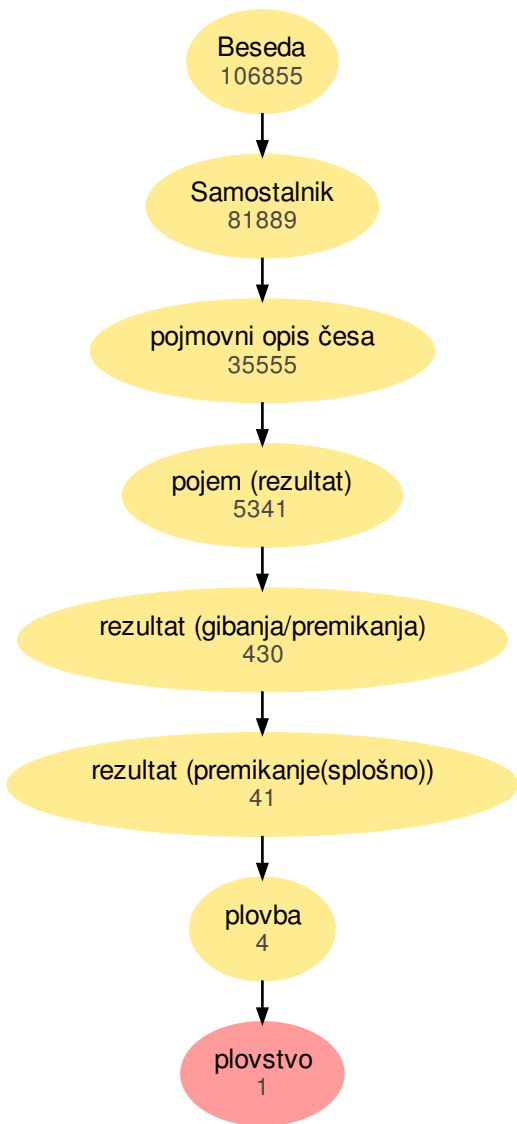 Beseda
106855
Samostalnik
81889
pojmovni opis česa
35555
pojem (rezultat)
5341
rezultat (gibanja/premikanja)
430
rezultat (premikanje(splošno))
41
plovba
4
plovstvo
1